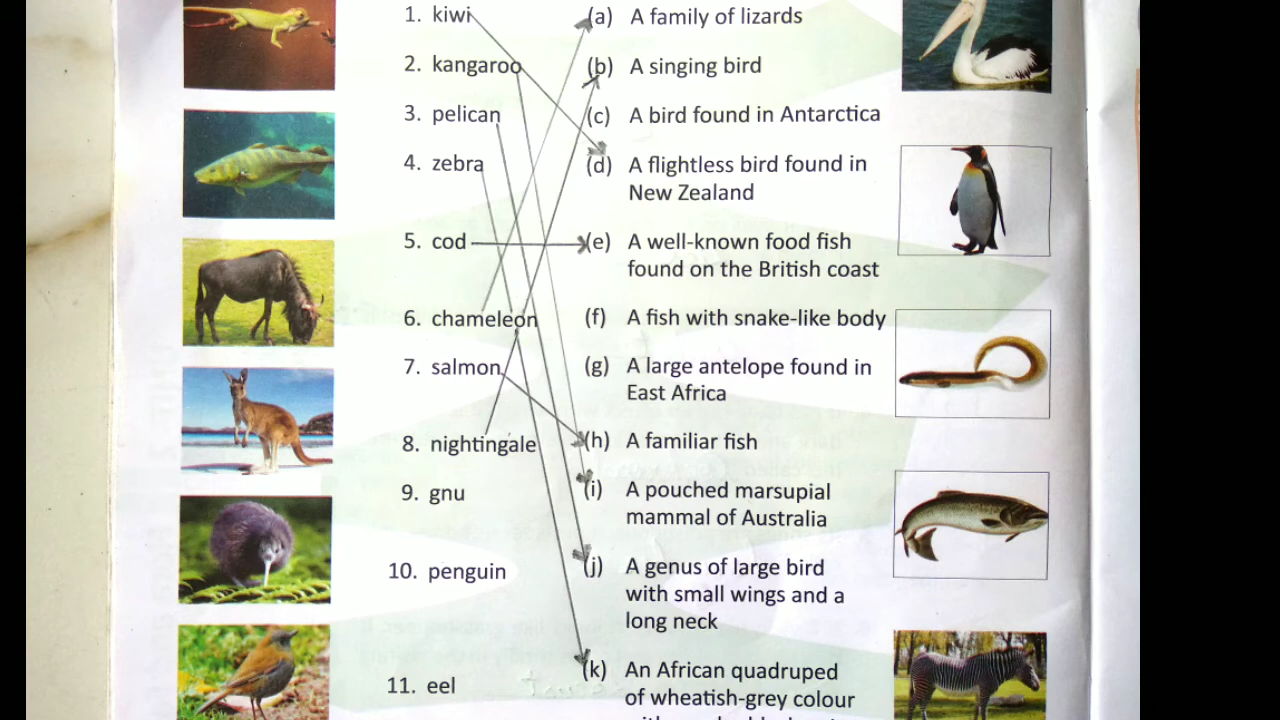 1. kiwi
(a) A family of lizards
2. kangaroo
(b) A singing bird
3. pelican
(c) A bird found in Antarctica
4. zebra
(d) A flightless bird found in
New Zealand
5. cod
(e) A well-known food fish
found on the British coast
6. chameleon
(f) A fish with snake-like body
7. salmon
(g) A large antelope found in
East Africa
8. nightingale
(h) A familiar fish
9. gnu
(i) A pouched marsupial
mammal of Australia
10. penguin
(j) A genus of large bird
with small wings and a
long neck
11. eel
(k) An African quadruped
of wheatish-grey colour